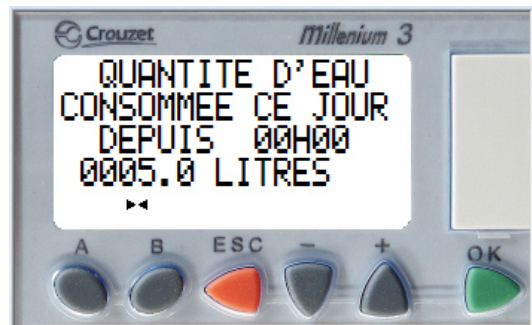 Crouzet
Millenium 3
QUANTITE D'EAU
CONSOMMEE CE JOUR
DEPUIS 00H00
0005.0 LITRES
A B ESC - + OK